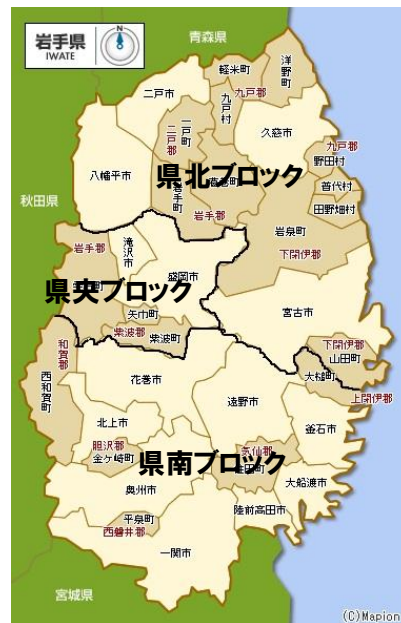 岩手県
IWATE
N
青森県
洋野町
軽米町
九戸郡
二戸市
九戸村
久慈市
一戸町
二戸郡
九戸郡
野田村
八幡平市
県北ブロック
普代村
岩手町
田野畑村
秋田県
岩手郡
岩泉町
下閉伊郡
岩手郡
滝沢市
盛岡市
県央ブロック
矢巾町
宮古市
紫波郡
紫波町
下閉伊郡
山田町
和賀郡
西和賀町
大槌町
上閉伊郡
花巻市
遠野市
北上市
釜石市
胆沢郡
金ケ崎町
県南ブロック
奥州市
大船渡市
平泉町
陸前高田市
西磐井郡
一関市
宮城県
(C)Mapion